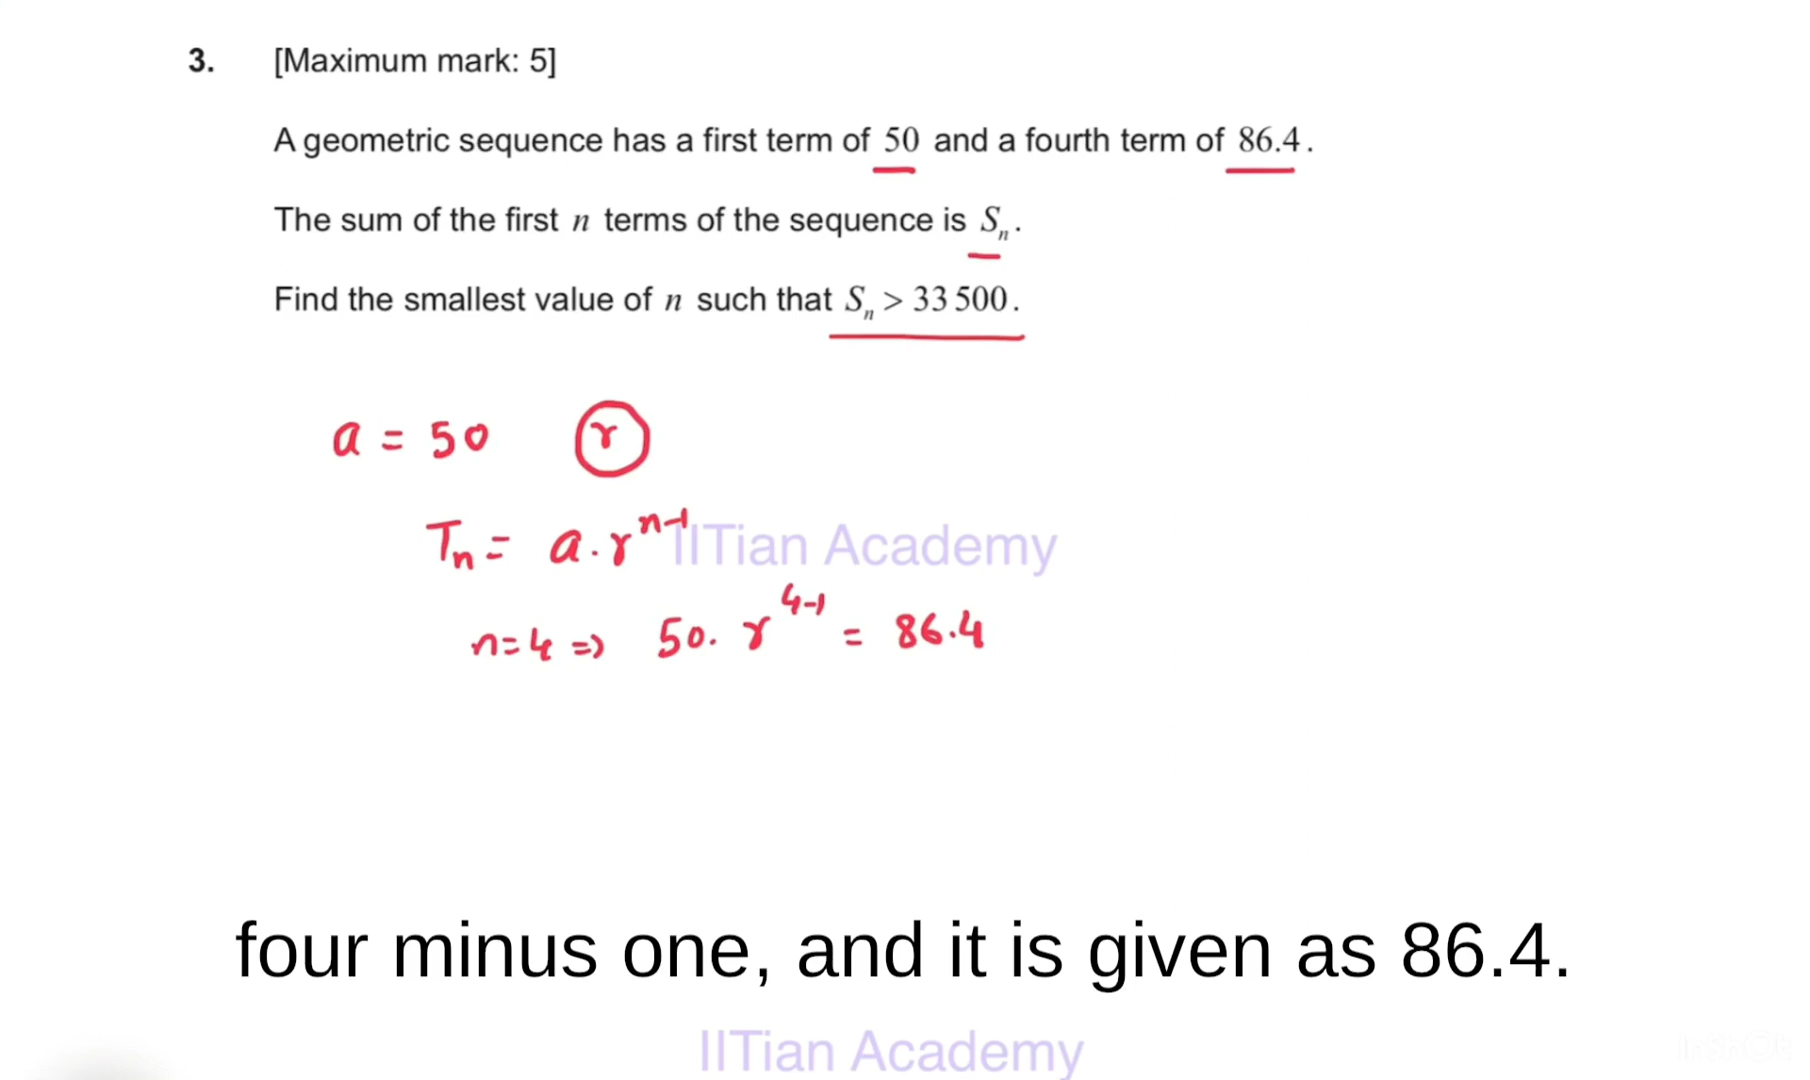 3. [Maximum mark: 5]
A geometric sequence has a first term of 50 and a fourth term of 86.4.
The sum of the first n terms of the sequence is Sₙ.
Find the smallest value of n such that Sₙ > 33 500.
a = 50 r
Tₙ = a . rⁿ⁻¹
IITian Academy
n=4 => 50. r⁴⁻¹ = 86.4
four minus one, and it is given as 86.4.
IITian Academy